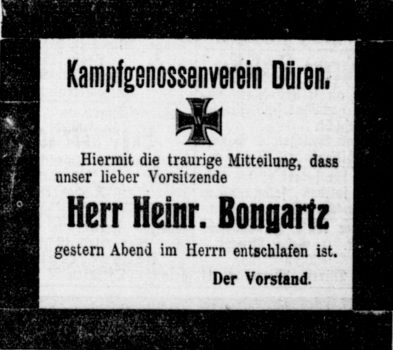 Kampfgenossenverein Düren.
Hiermit die traurige Mitteilung, dass
unser lieber Vorsitzende
Herr Heinr. Bongartz
gestern Abend im Herrn entschlafen ist.
Der Vorstand.